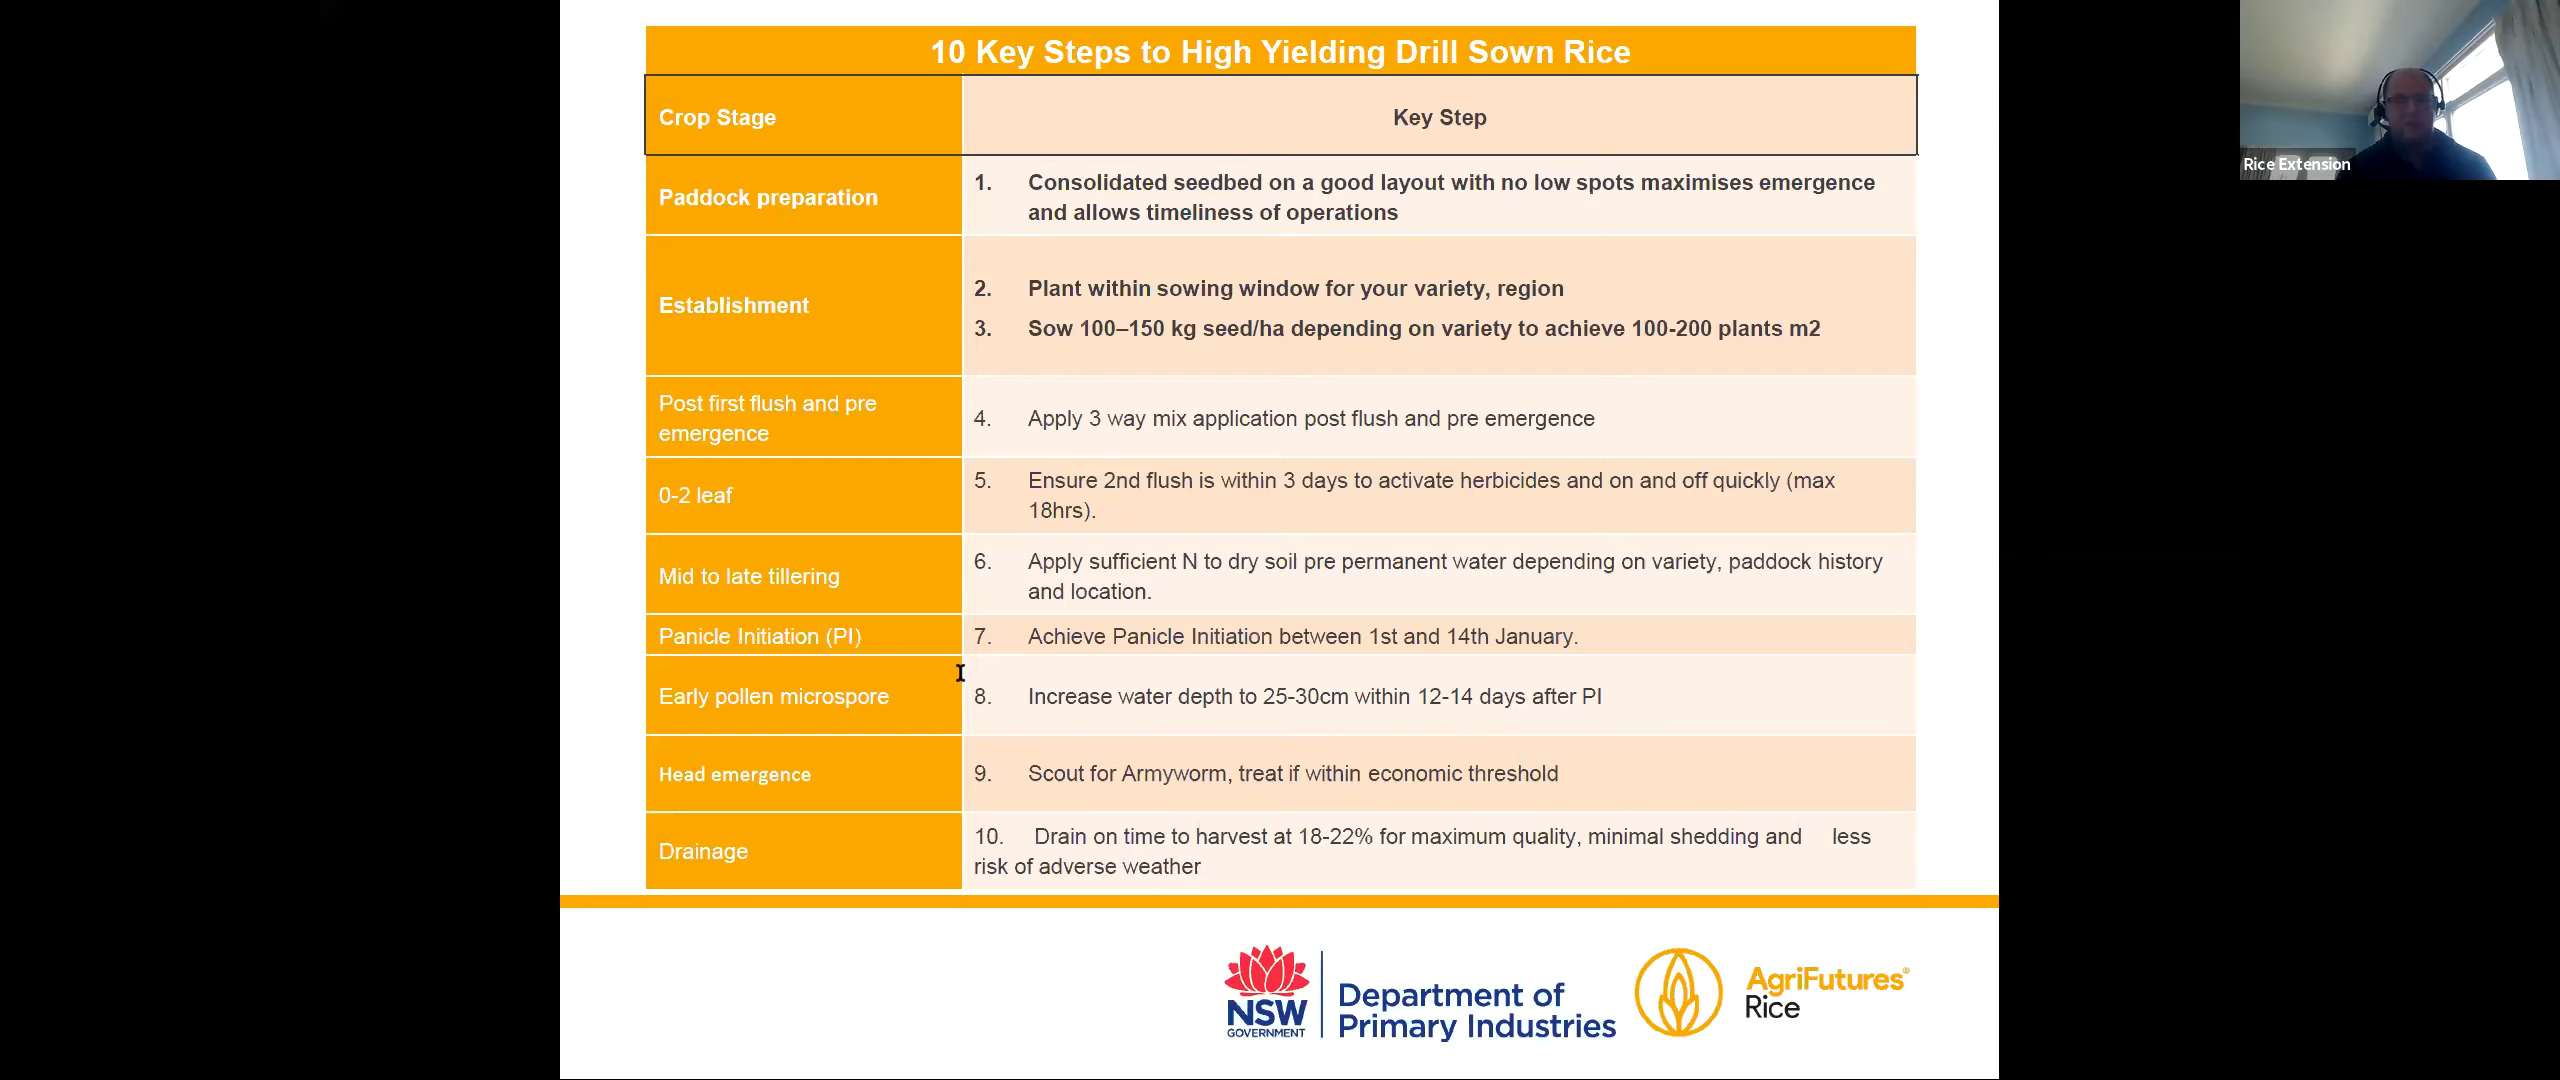 10 Key Steps to High Yielding Drill Sown Rice
Crop Stage
Key Step
Paddock preparation
1. Consolidated seedbed on a good layout with no low spots maximises emergence
and allows timeliness of operations
Establishment
2. Plant within sowing window for your variety, region
3. Sow 100–150 kg seed/ha depending on variety to achieve 100-200 plants m2
Post first flush and pre
emergence
4. Apply 3 way mix application post flush and pre emergence
0-2 leaf
5. Ensure 2nd flush is within 3 days to activate herbicides and on and off quickly (max
18hrs).
Mid to late tillering
6. Apply sufficient N to dry soil pre permanent water depending on variety, paddock history
and location.
Panicle Initiation (PI)
7. Achieve Panicle Initiation between 1st and 14th January.
Early pollen microspore
8. Increase water depth to 25-30cm within 12-14 days after PI
Head emergence
9. Scout for Armyworm, treat if within economic threshold
Drainage
10. Drain on time to harvest at 18-22% for maximum quality, minimal shedding and less
risk of adverse weather
NSW
GOVERNMENT
Department of
Primary Industries
AgriFutures®
Rice
Rice Extension